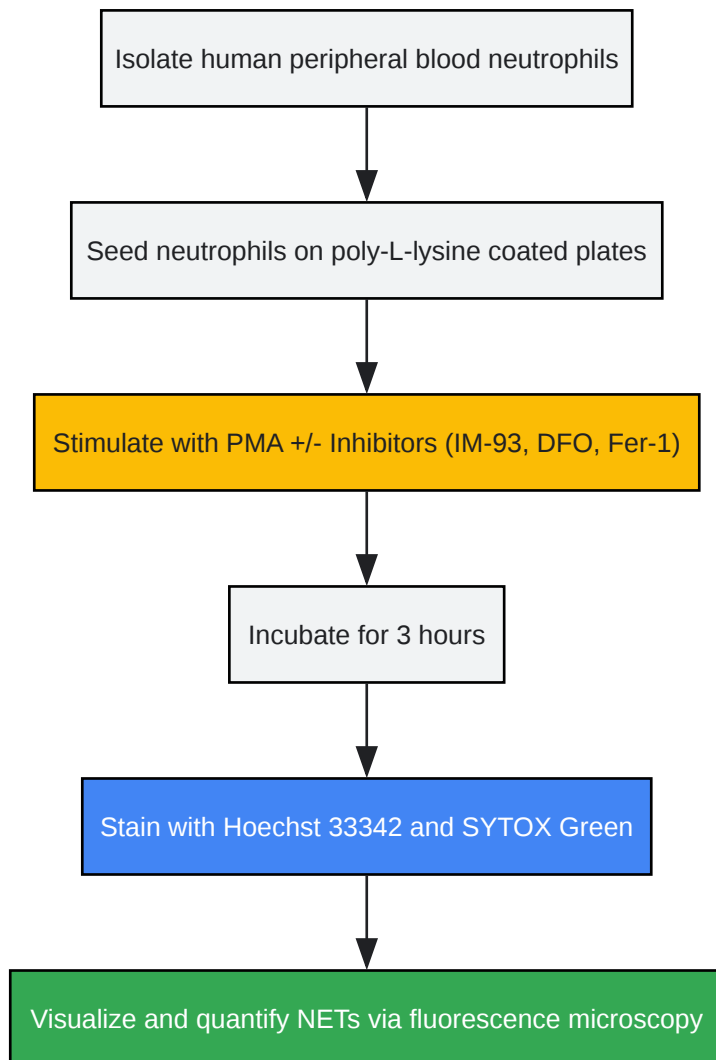 Isolate human peripheral blood neutrophils
Seed neutrophils on poly-L-lysine coated plates
Stimulate with PMA +/- Inhibitors (IM-93, DFO, Fer-1)
Incubate for 3 hours
Stain with Hoechst 33342 and SYTOX Green
Visualize and quantify NETs via fluorescence microscopy